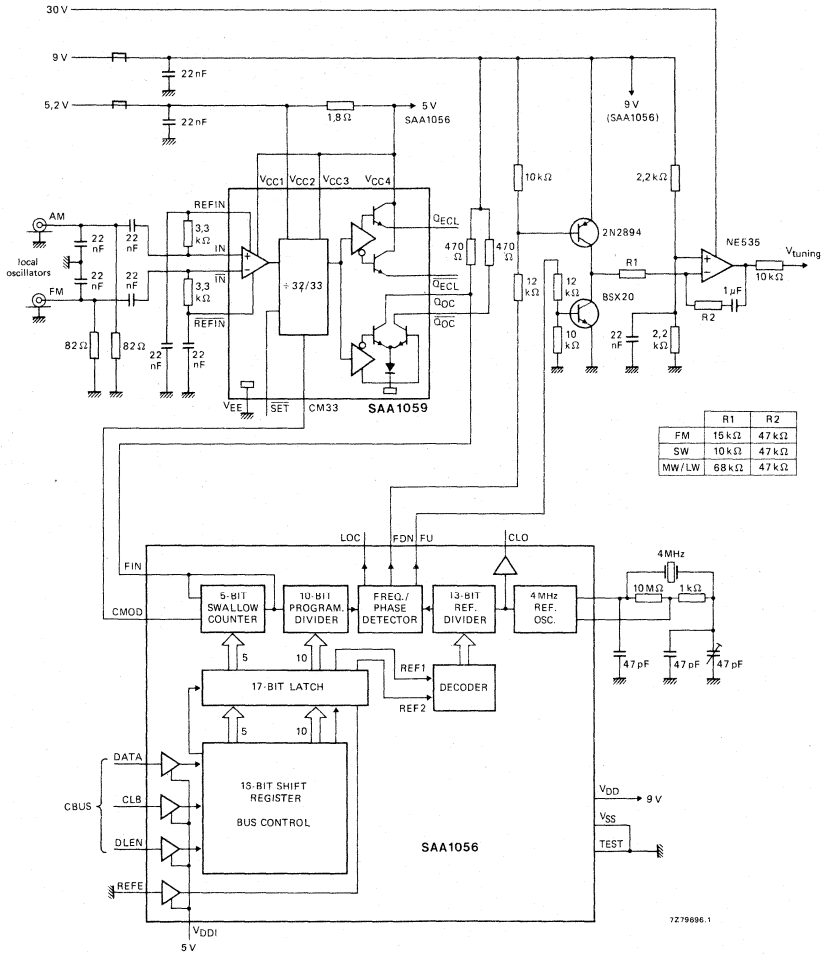 30 V
9 V
22 nF
5,2 V
22 nF
1,8 Ω
5 V
SAA1056
9 V
(SAA1056)
10 kΩ
2,2 kΩ
VCC1
VCC2
VCC3
VCC4
REFIN
3,3
kΩ
IN
AM
22
nF
22
nF
local
oscillators
22
nF
22
nF
FM
IN
3,3
kΩ
REFIN
82 Ω
82 Ω
22
nF
22
nF
÷ 32/33
QECL
QECL
QOC
QOC
470
Ω
470
Ω
VEE
SET
CM33
SAA1059
2N2894
12
kΩ
12
kΩ
BSX20
10
kΩ
R1
22
nF
2,2
kΩ
NE535
Vtuning
10 kΩ
1 µF
R2
R1 R2
FM 15 kΩ 47 kΩ
SW 10 kΩ 47 kΩ
MW/LW 68 kΩ 47 kΩ
LOC
FDN
FU
CLO
FIN
CMOD
5-BIT
SWALLOW
COUNTER
10-BIT
PROGRAM.
DIVIDER
FREQ./
PHASE
DETECTOR
13-BIT
REF.
DIVIDER
4 MHz
REF.
OSC.
4 MHz
10 MΩ
1 kΩ
47 pF
47 pF
47 pF
5
10
REF1
REF2
DECODER
17-BIT LATCH
5
10
DATA
CLB
CBUS
DLEN
REFE
18-BIT SHIFT
REGISTER
BUS CONTROL
SAA1056
VDD
9 V
VSS
TEST
VDDI
5 V
7Z79696.1